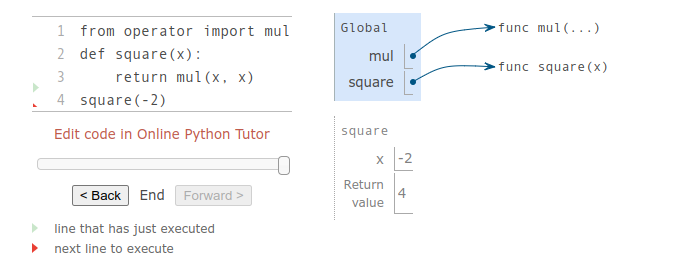 1 from operator import mul
2 def square(x):
3     return mul(x, x)
4 square(-2)
Edit code in Online Python Tutor
< Back End Forward >
line that has just executed
next line to execute
Global
mul
square
func mul(...)
func square(x)
square
x -2
Return
value 4